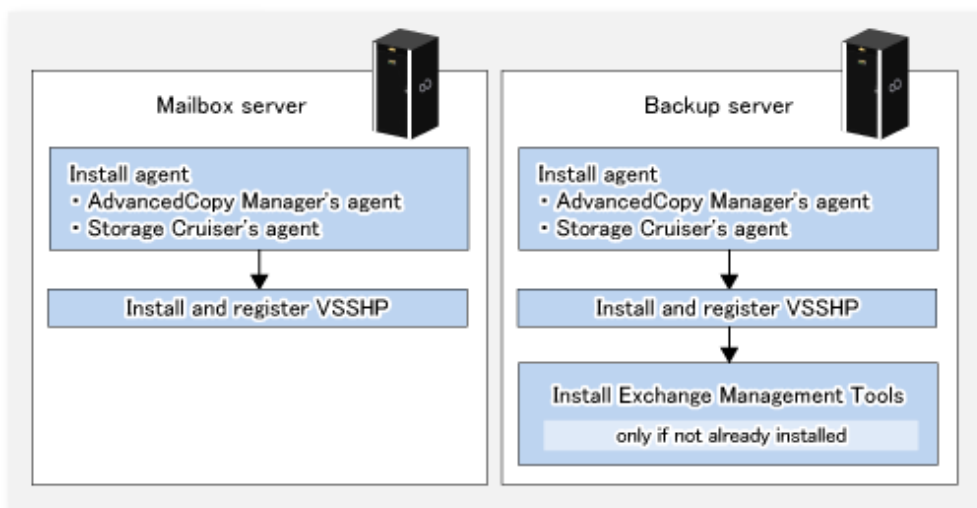 Mailbox server
Install agent
・AdvancedCopy Manager's agent
・Storage Cruiser's agent
Install and register VSSHP
Backup server
Install agent
・AdvancedCopy Manager's agent
・Storage Cruiser's agent
Install and register VSSHP
Install Exchange Management Tools
only if not already installed